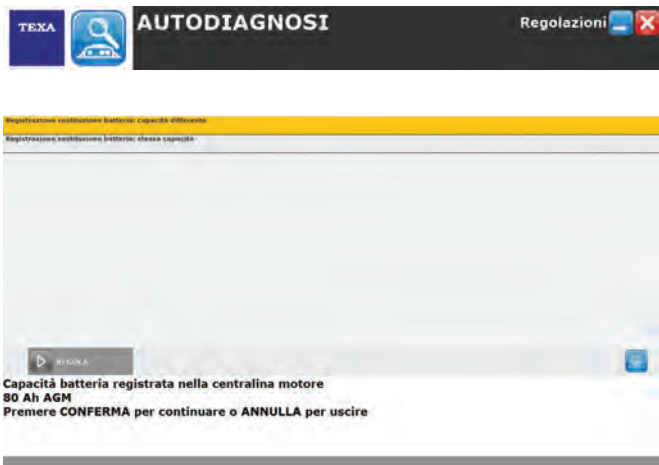 TEXA
AUTODIAGNOSI
Regolazioni
Registrazione sostituzione batteria: capacità differente
Registrazione sostituzione batteria: stessa capacità
REGOLA
Capacità batteria registrata nella centralina motore
80 Ah AGM
Premere CONFERMA per continuare o ANNULLA per uscire